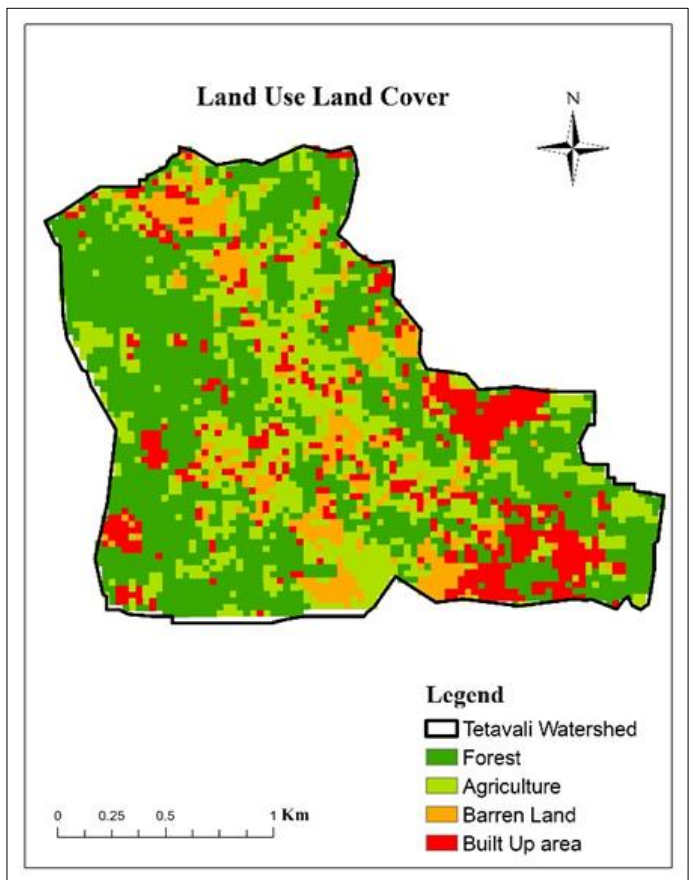 Land Use Land Cover
N
Legend
Tetavali Watershed
Forest
Agriculture
Barren Land
Built Up area
0 0.25 0.5 1 Km